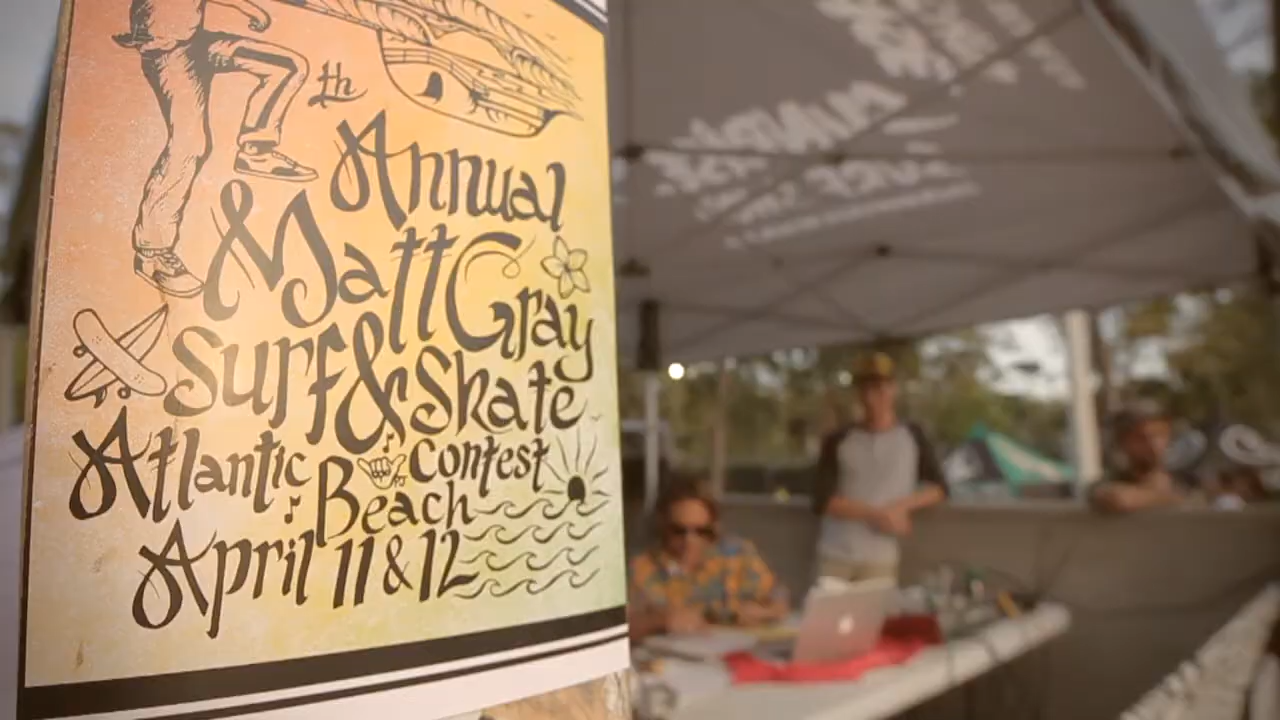 th
Annual
Matt Gray
Surf & Skate
Atlantic Contest
Beach
April 11 & 12